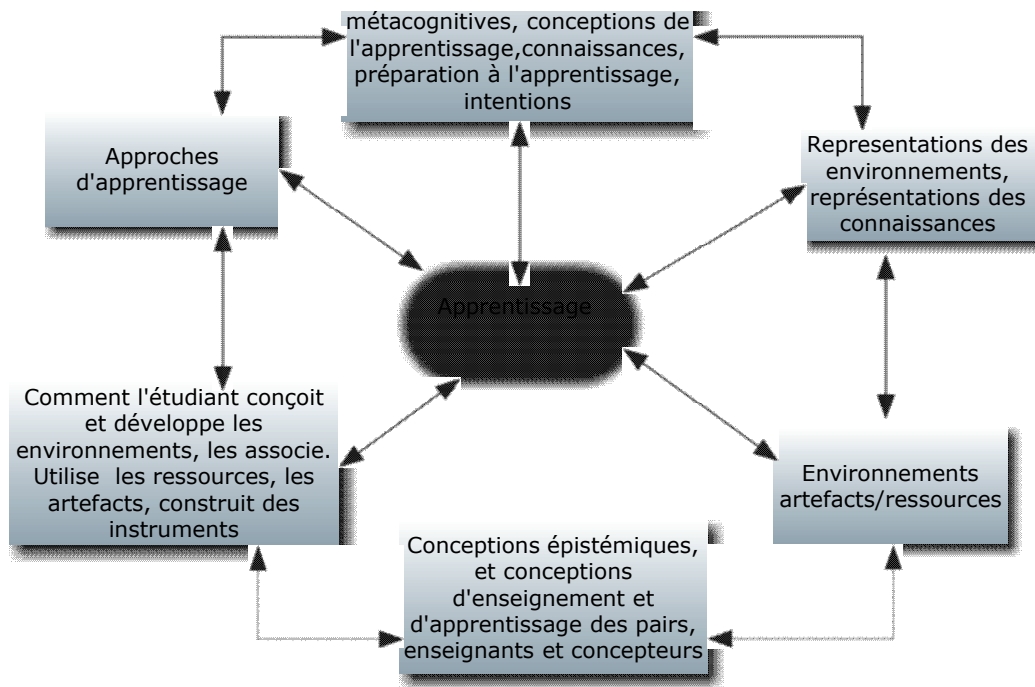 métacognitives, conceptions de
l'apprentissage,connaissances,
préparation à l'apprentissage,
intentions
Approches
d'apprentissage
Representations des
environnements,
représentations des
connaissances
Apprentissage
Comment l'étudiant conçoit
et développe les
environnements, les associe.
Utilise les ressources, les
artefacts, construit des
instruments
Environnements
artefacts/ressources
Conceptions épistémiques,
et conceptions
d'enseignement et
d'apprentissage des pairs,
enseignants et concepteurs